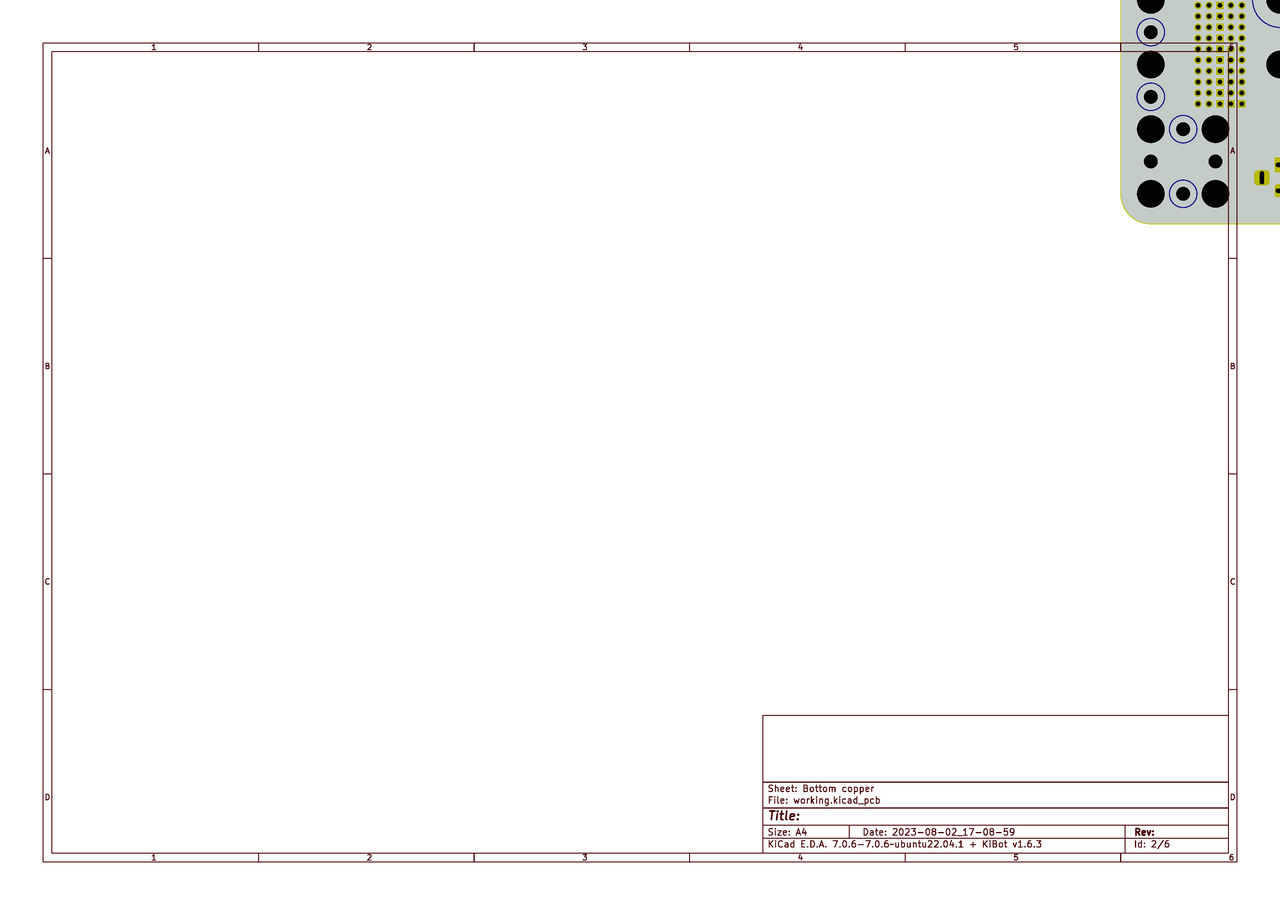 1 2 3 4 5 6
A A
B B
C C
Sheet: Bottom copper
File: working.kicad_pcb
D D
Title:
Size: A4 Date: 2023-08-02_17-08-59 Rev:
KiCad E.D.A. 7.0.6-7.0.6~ubuntu22.04.1 + KiBot v1.6.3 Id: 2/6
1 2 3 4 5 6